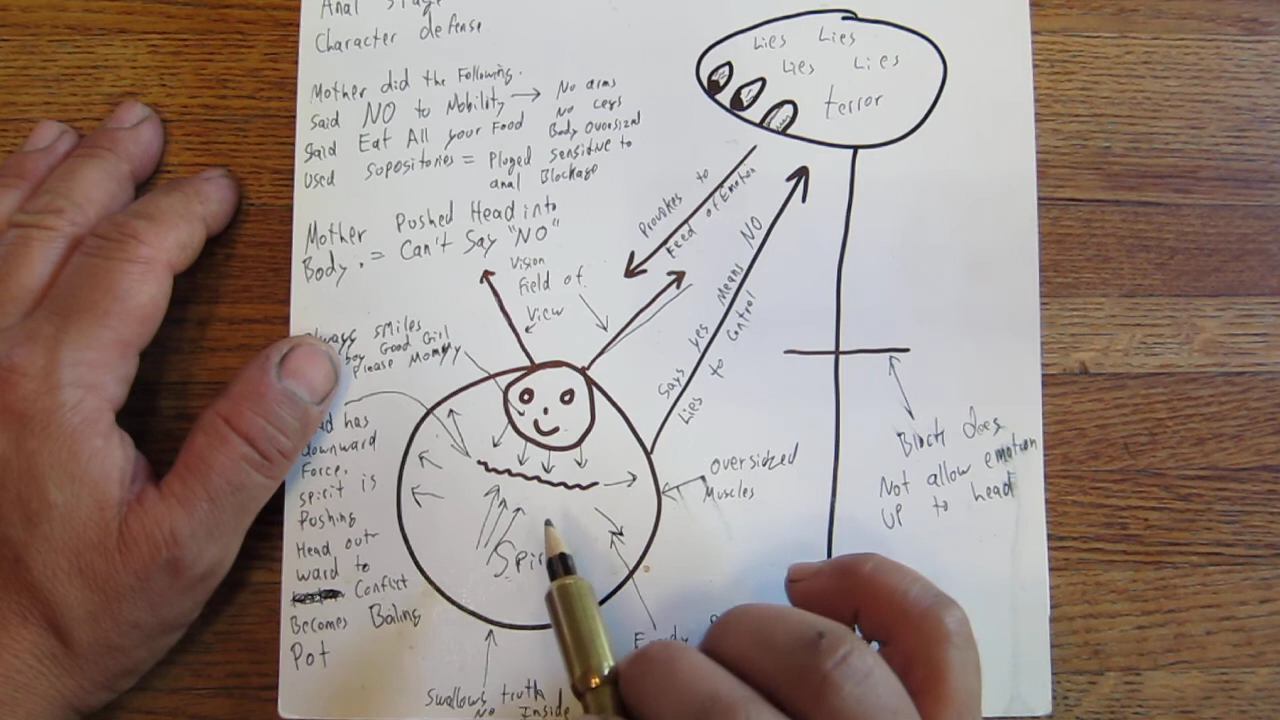 Anal Stage
Character defense
Mother did the Following.
Said NO to Mobility → No arms
No legs
Said Eat All your Food Body Oversized
Used Supositories = Pluged sensitive to
anal Blockage
Mother Pushed Head into
Body. = Can't Say "NO"
Vision
Field of
View
Always smiles
boy Good Girl
Please Mommy
has
downward
Force.
spirit is
Pushing
Head out-
ward to
Conflict
Becomes Boiling
Pot
Swallows truth
No Inside
Spir
oversized
Muscles
Provokes to
Feed of Emotion
Says yes Means NO
Lies to Control
Lies Lies
Lies Lies
terror
Block does
Not allow emotion
UP to head